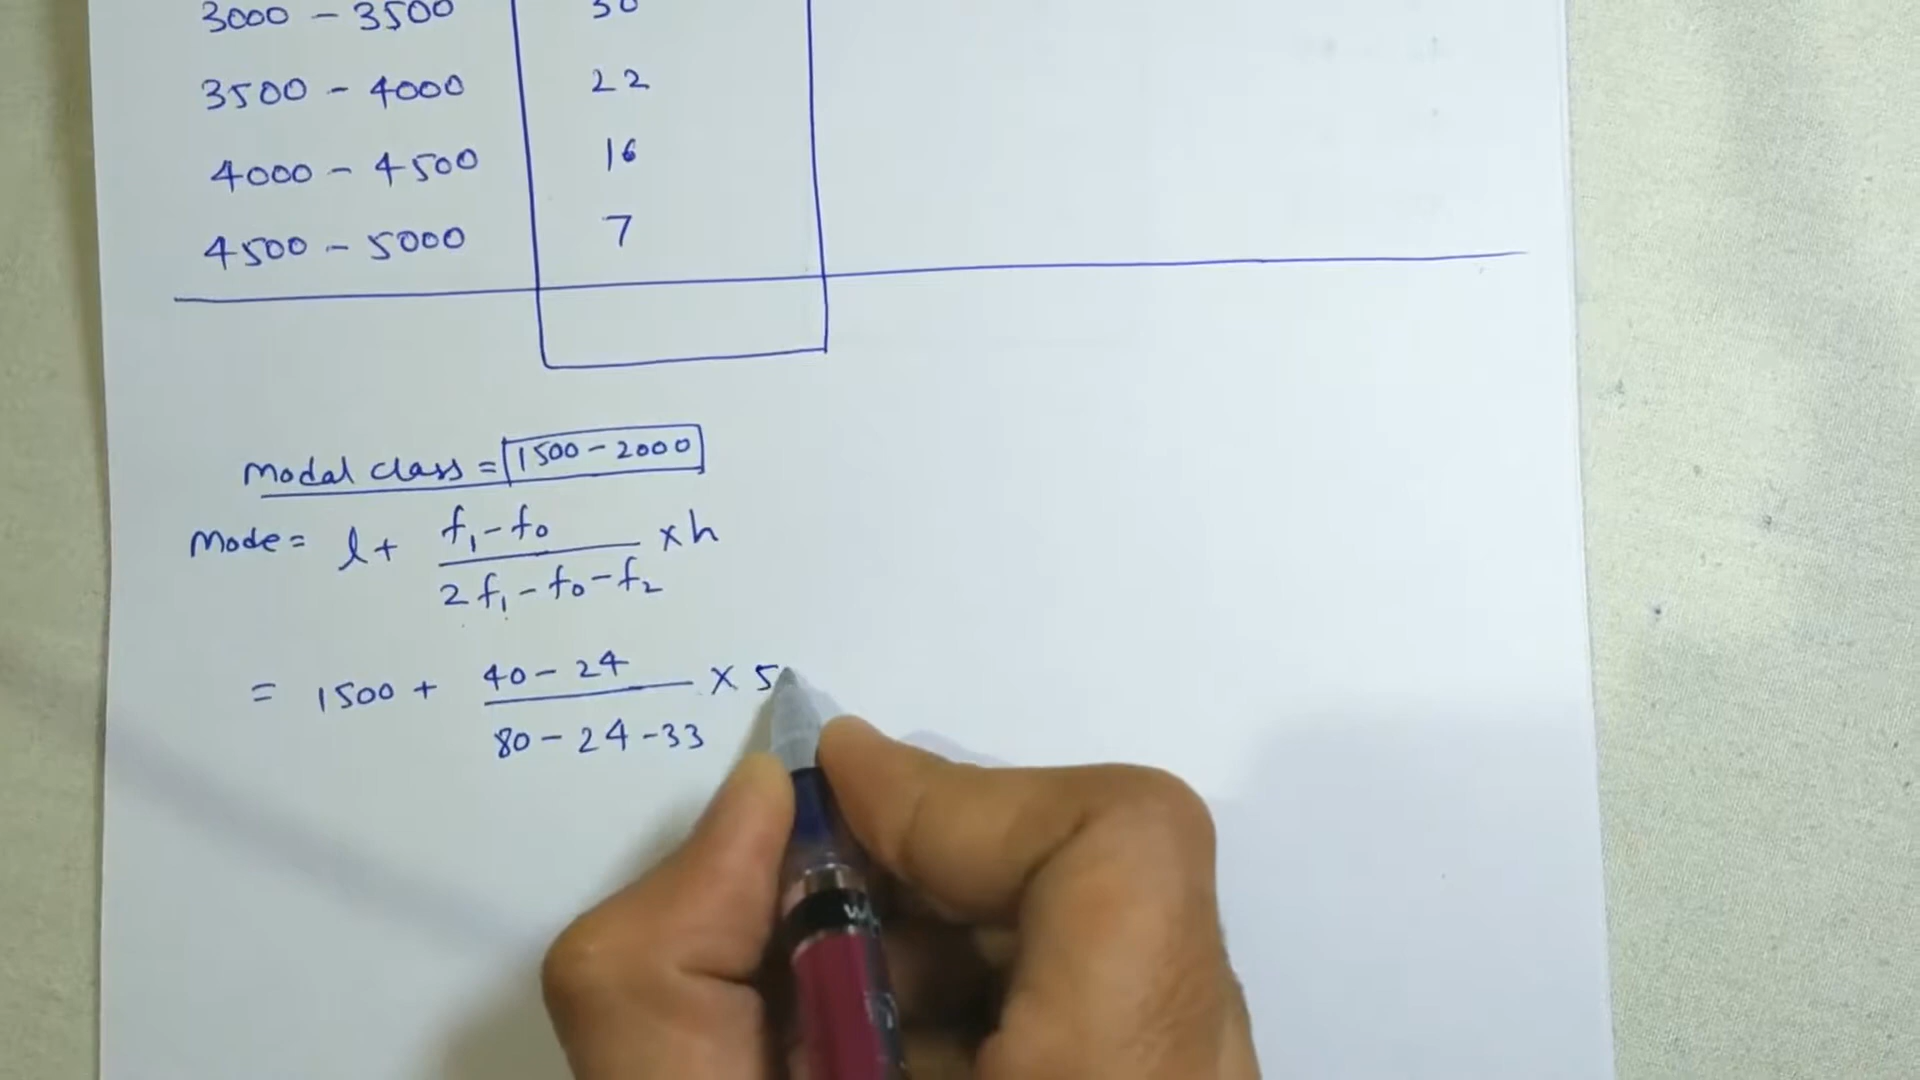 3000 - 3500 30
3500 - 4000 22
4000 - 4500 16
4500 - 5000 7
Modal class = 1500 - 2000
Mode = l + f₁ - f₀ / 2f₁ - f₀ - f₂ × h
= 1500 + 40 - 24 / 80 - 24 - 33 × 5